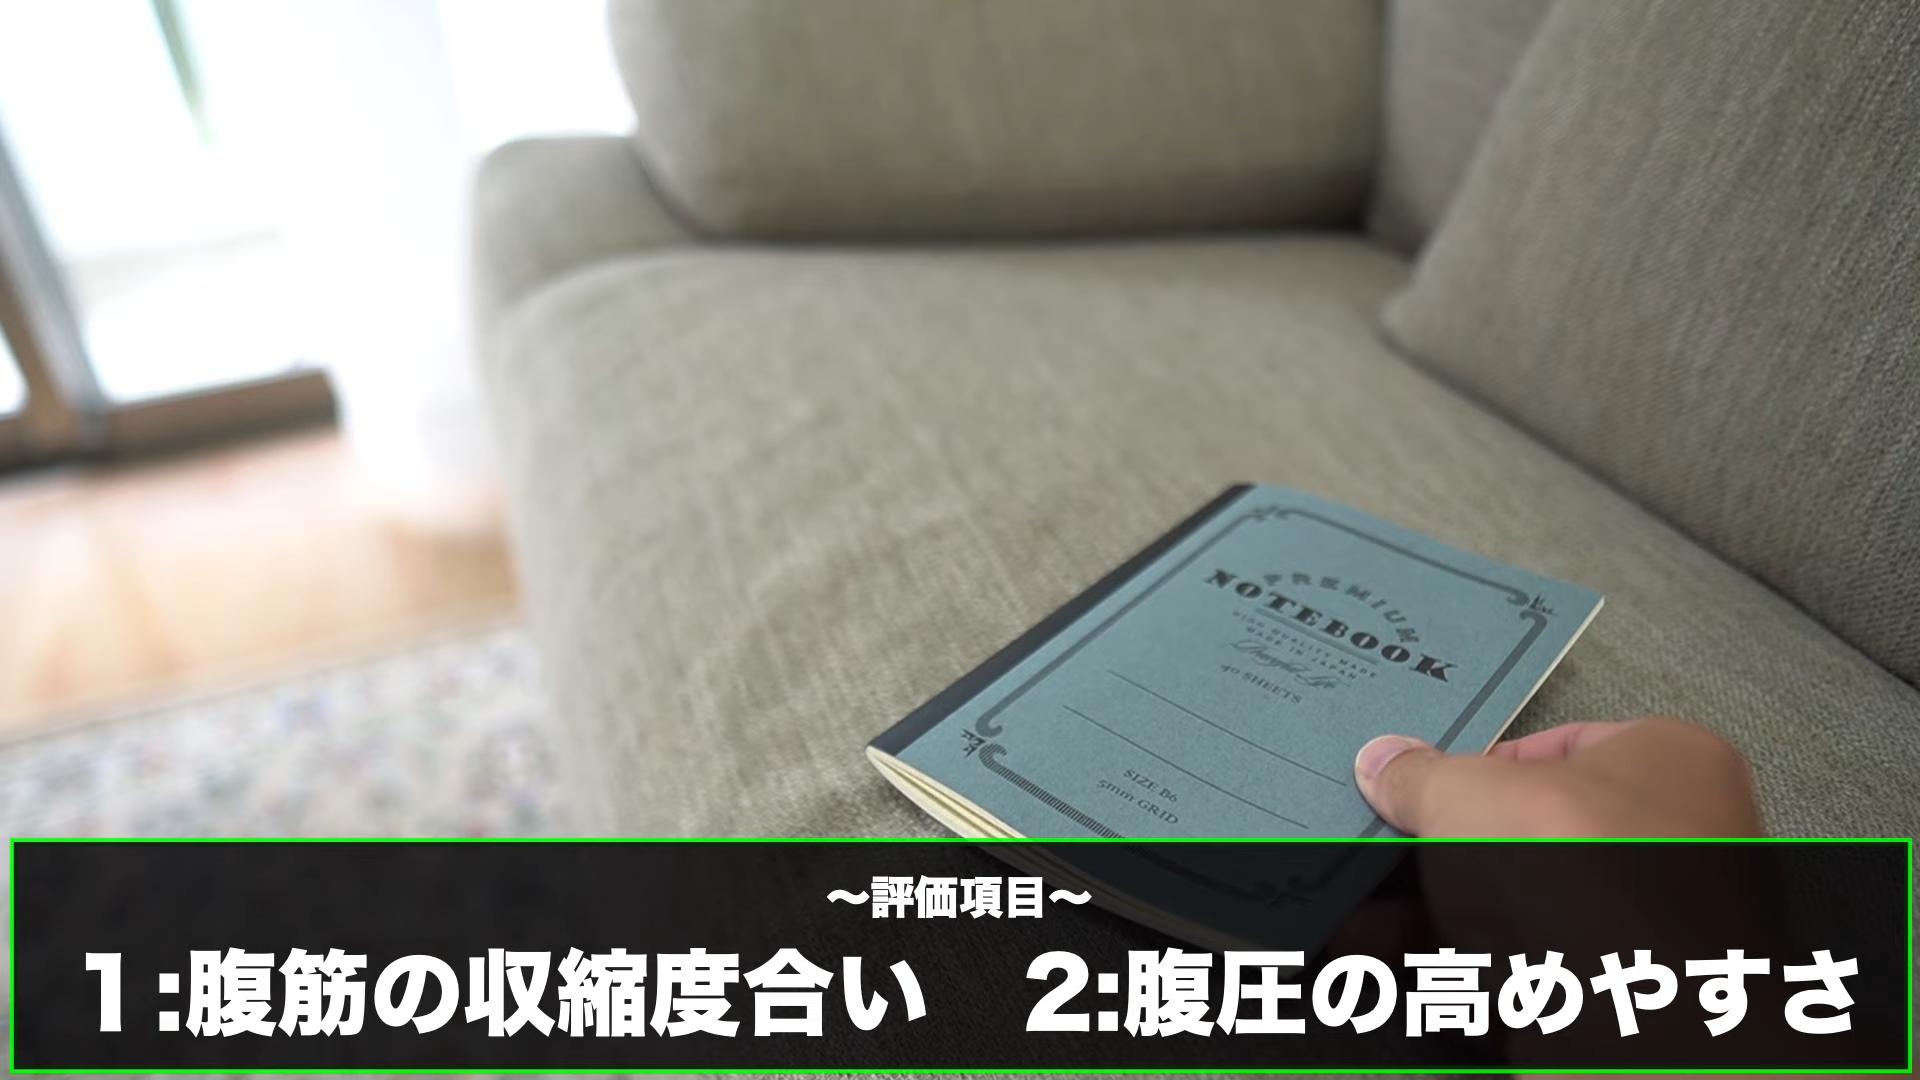 PREMIUM
NOTEBOOK
HIGH QUALITY MADE
MADE IN JAPAN
40 SHEETS
SIZE B6
5mm GRID
〜評価項目〜
1:腹筋の収縮度合い　2:腹圧の高めやすさ